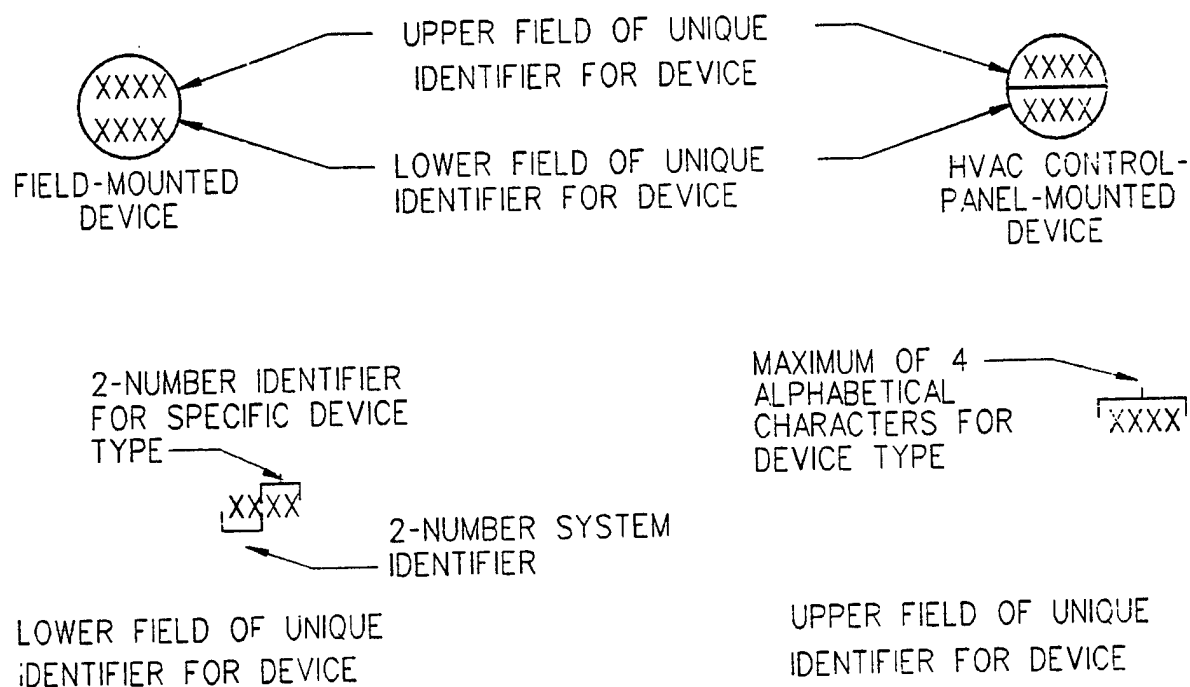 UPPER FIELD OF UNIQUE
IDENTIFIER FOR DEVICE
XXXX
XXXX
XXXX
XXXX
LOWER FIELD OF UNIQUE
IDENTIFIER FOR DEVICE
FIELD-MOUNTED
DEVICE
HVAC CONTROL-
PANEL-MOUNTED
DEVICE
2-NUMBER IDENTIFIER
FOR SPECIFIC DEVICE
TYPE
XXXX
2-NUMBER SYSTEM
IDENTIFIER
LOWER FIELD OF UNIQUE
IDENTIFIER FOR DEVICE
MAXIMUM OF 4
ALPHABETICAL
CHARACTERS FOR
DEVICE TYPE
XXXX
UPPER FIELD OF UNIQUE
IDENTIFIER FOR DEVICE